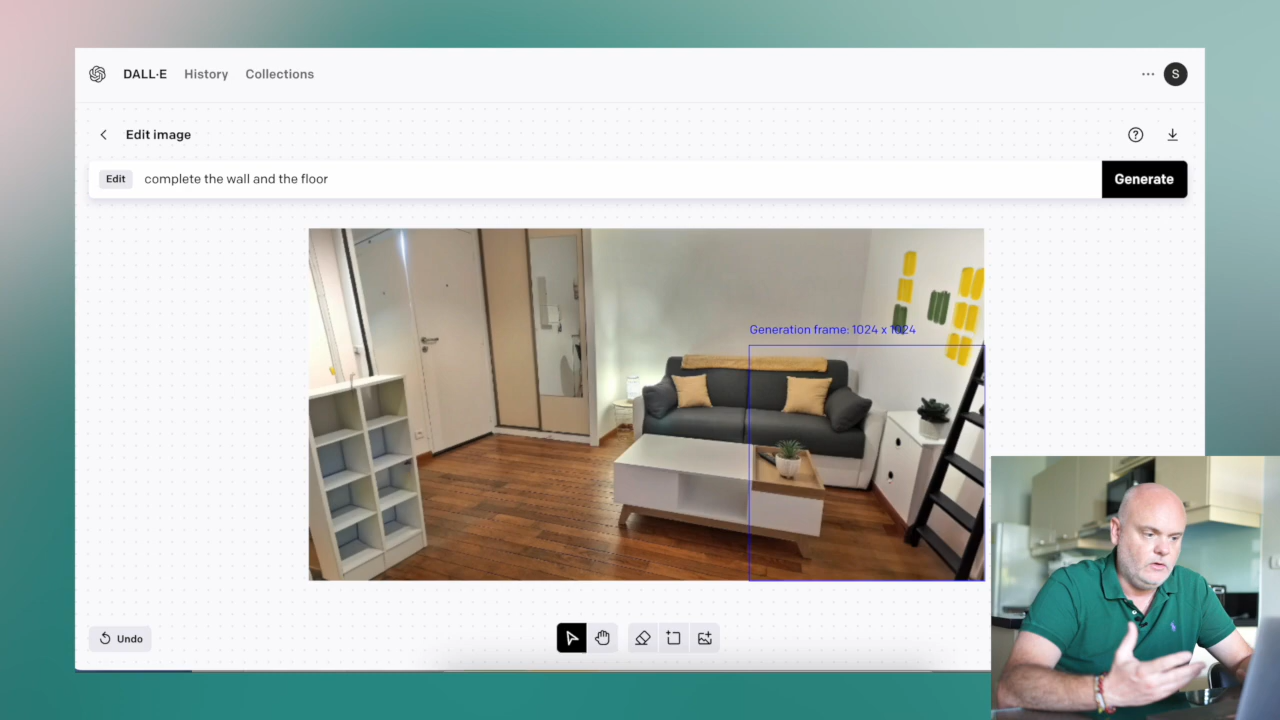 DALL·E History Collections
S
Edit image
Edit complete the wall and the floor
Generate
Generation frame: 1024 x 1024
Undo